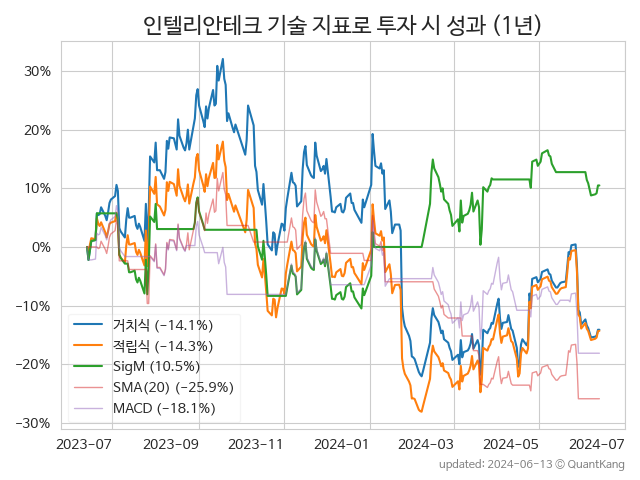 인텔리안테크 기술 지표로 투자 시 성과 (1년)
30%
20%
10%
0%
−10%
−20%
−30%
거치식 (−14.1%)
적립식 (−14.3%)
SigM (10.5%)
SMA(20) (−25.9%)
MACD (−18.1%)
2023-07 2023-09 2023-11 2024-01 2024-03 2024-05 2024-07
updated: 2024-06-13 ⓒ QuantKang